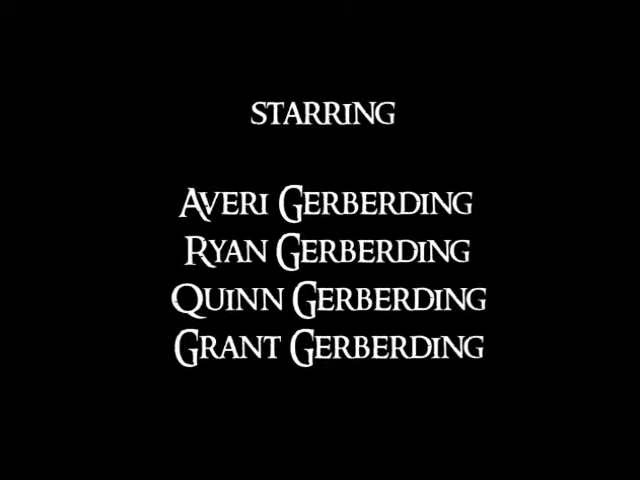 STARRING
AVERI GERBERDING
RYAN GERBERDING
QUINN GERBERDING
GRANT GERBERDING